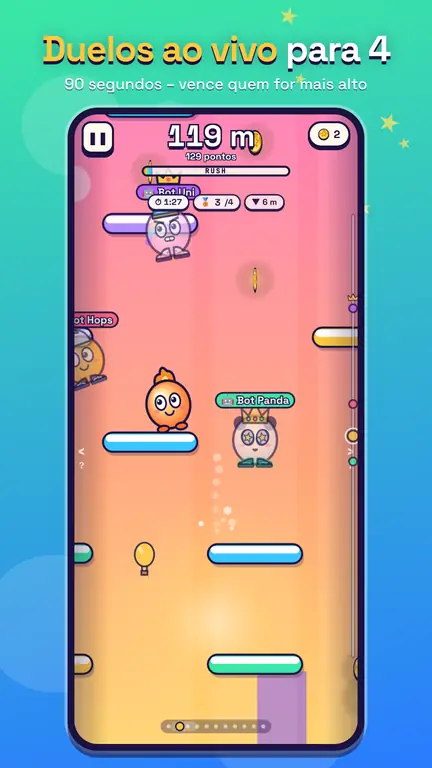 Duelos ao vivo para 4
90 segundos – vence quem for mais alto
119 m
2
129 pontos
RUSH
Bot Uni
1:27
3 /4
▼ 6 m
ot Hops
Bot Panda
<
>
?